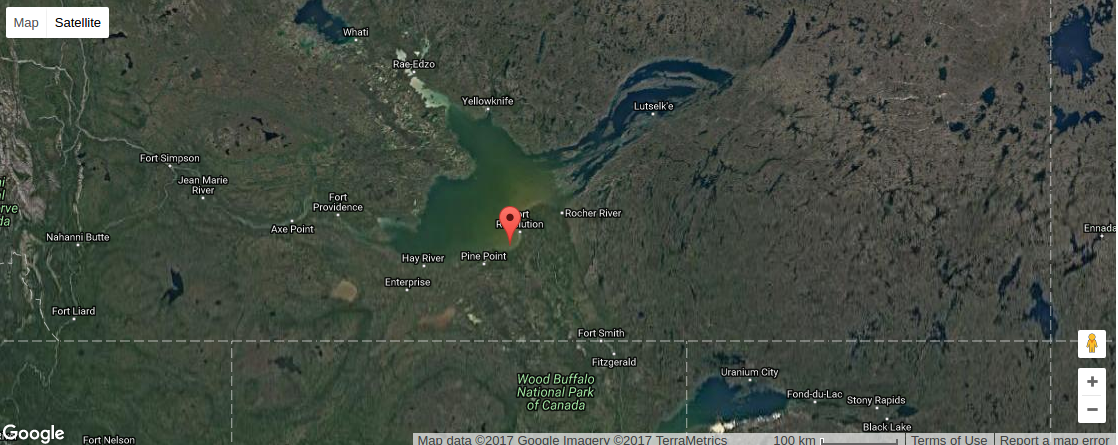 Map
Satellite
Whati
Rae-Edzo
Yellowknife
Lutselk'e
Fort Simpson
Jean Marie
River
Fort
Providence
Axe Point
Rocher River
Nahanni Butte
Hay River
Pine Point
Enterprise
Ennada
Fort Liard
Fort Smith
Fitzgerald
Wood Buffalo
National Park
of Canada
Uranium City
Fond-du-Lac
Stony Rapids
Black Lake
Fort Nelson
Google
Map data ©2017 Google Imagery ©2017 TerraMetrics
100 km
Terms of Use
Report a map error